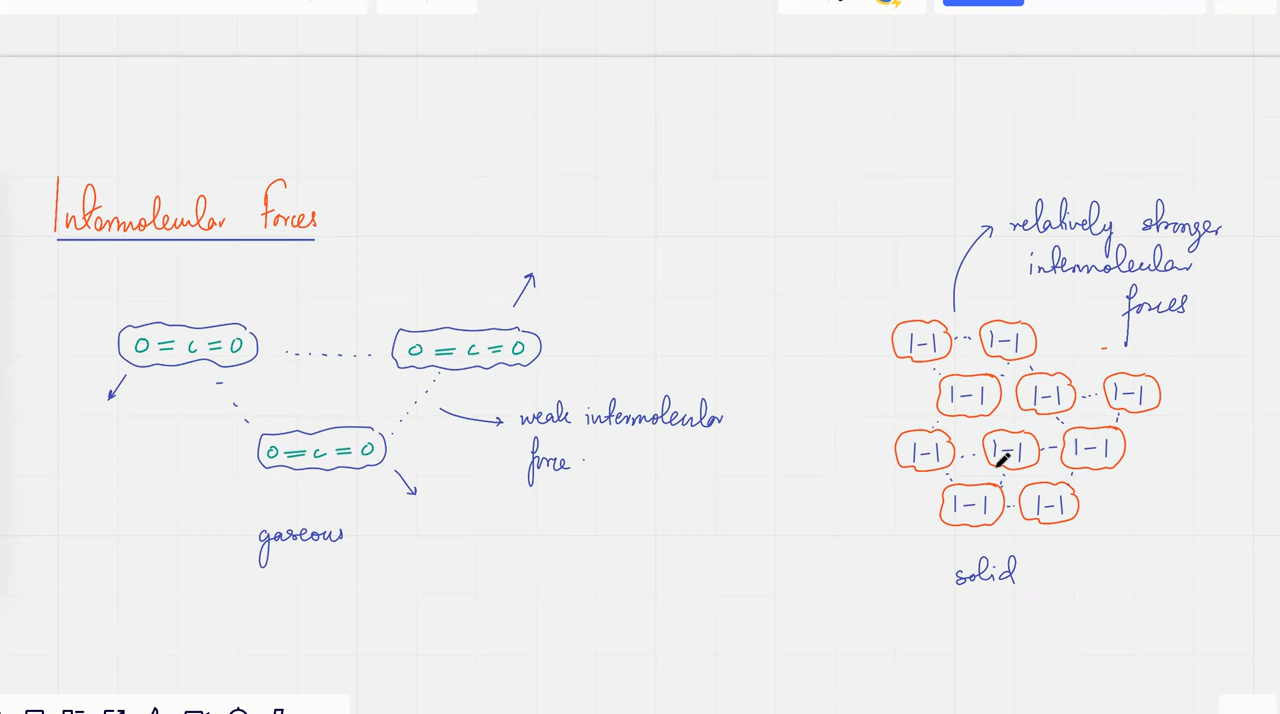 Intermolecular Forces
relatively stronger
intermolecular
forces
O = C = O
O = C = O
I-I
I-I
I-I
I-I
I-I
weak intermolecular
force
O = C = O
I-I
I-I
I-I
I-I
I-I
gaseous
solid